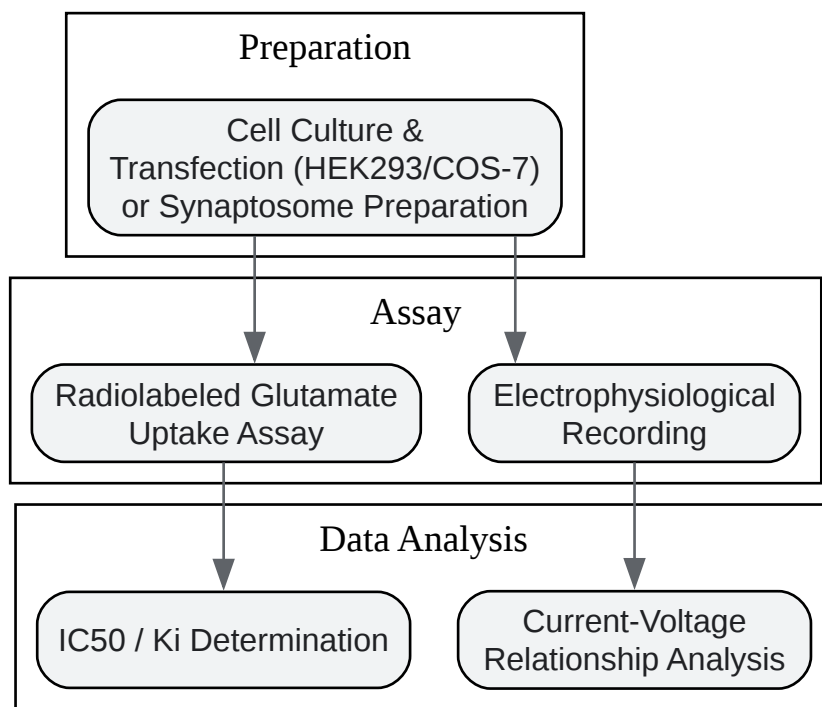 Preparation
Cell Culture &
Transfection (HEK293/COS-7)
or Synaptosome Preparation
Assay
Radiolabeled Glutamate
Uptake Assay
Electrophysiological
Recording
Data Analysis
IC50 / Ki Determination
Current-Voltage
Relationship Analysis